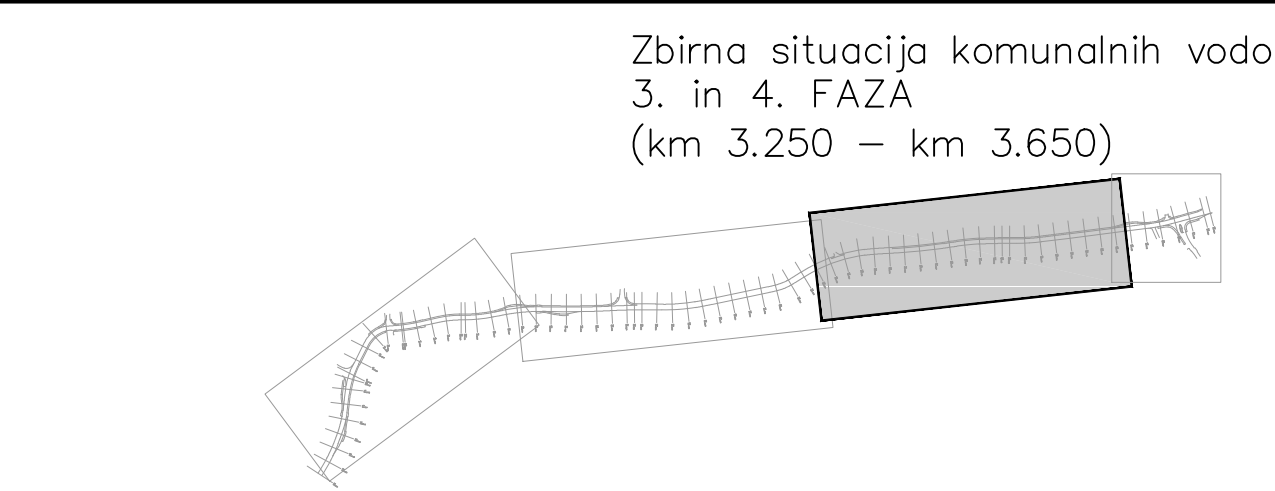 Zbirna situacija komunalnih vodo
3. in 4. FAZA
(km 3.250 – km 3.650)